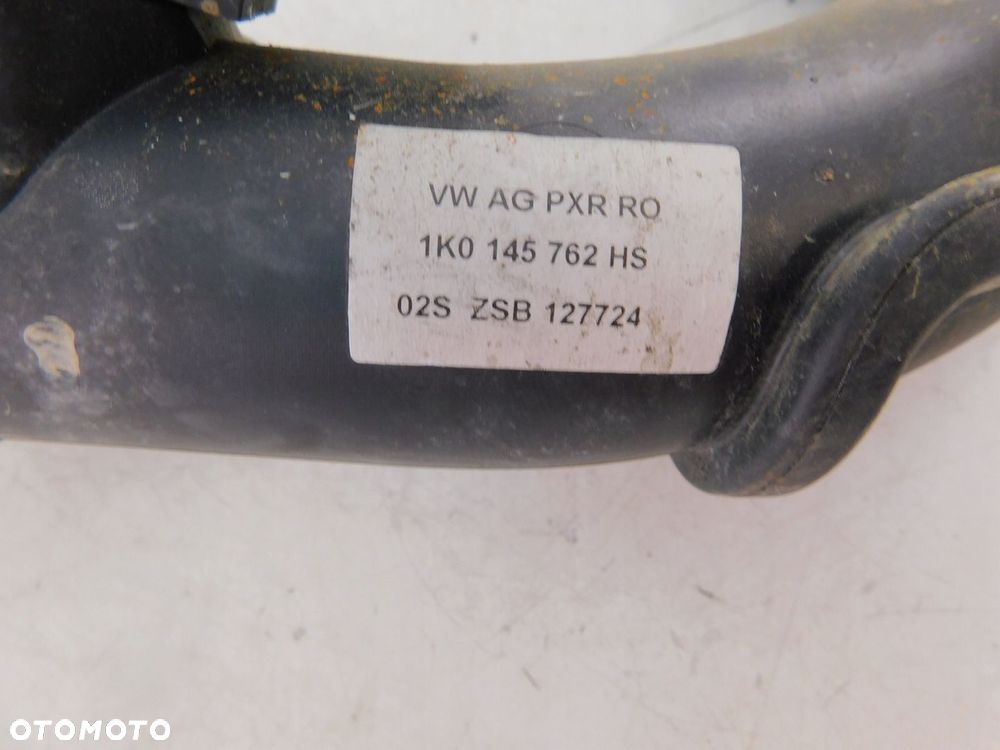 VW AG PXR RO
1K0 145 762 HS
02S ZSB 127724
OTOMOTO